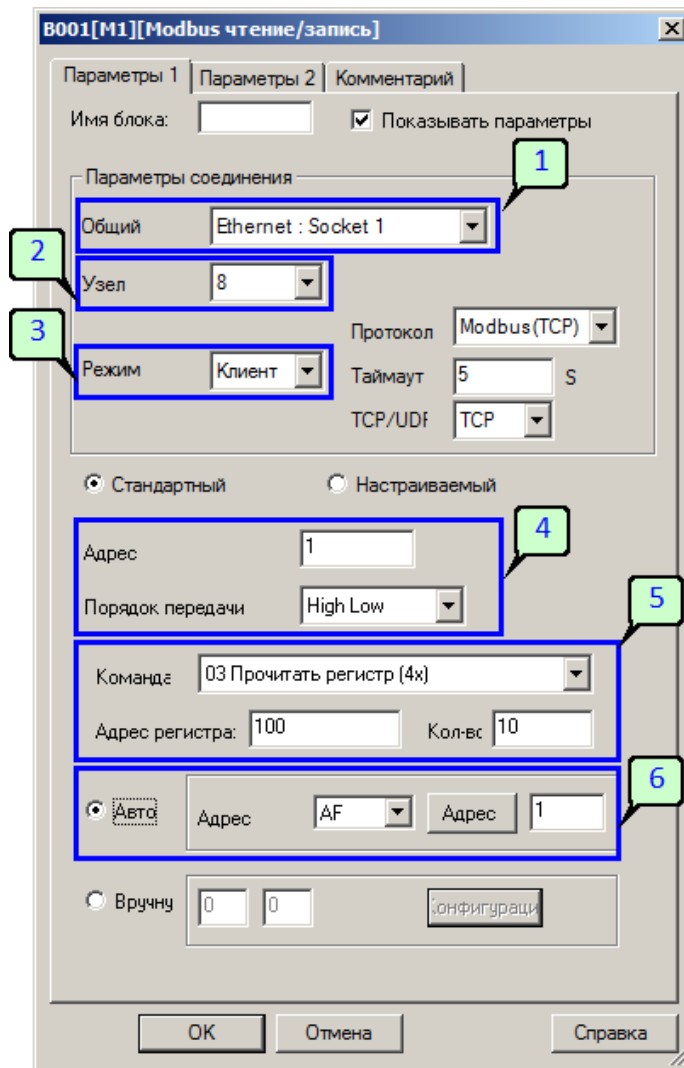 B001[M1][Modbus чтение/запись]
Параметры 1 Параметры 2 Комментарий
Имя блока: Показывать параметры
1
Параметры соединения
Общий Ethernet : Socket 1
2
Узел 8
3
Протокол Modbus(TCP)
Режим Клиент Таймаут 5 S
TCP/UDF TCP
Стандартный Настраиваемый
4
Адрес 1
Порядок передачи High Low
5
Команда 03 Прочитать регистр (4x)
Адрес регистра: 100 Кол-вс 10
6
Авто Адрес AF Адрес 1
Вручну 0 0 Конфигураци
OK Отмена Справка